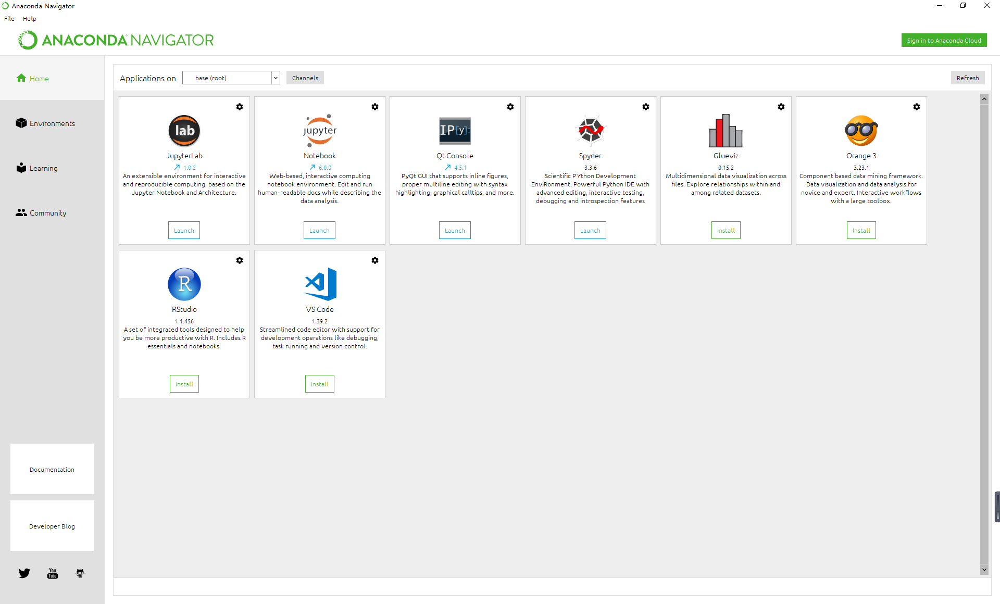 Anaconda Navigator
File Help
ANACONDA NAVIGATOR
Sign in to Anaconda Cloud
Home
Environments
Learning
Community
Documentation
Developer Blog
You
Tube
Applications on base (root) Channels Refresh
lab
JupyterLab
1.0.2
An extensible environment for interactive
and reproducible computing, based on the
Jupyter Notebook and Architecture.
Launch
jupyter
Notebook
6.0.0
Web-based, interactive computing
notebook environment. Edit and run
human-readable docs while describing the
data analysis.
Launch
IP[y]:
Qt Console
4.5.1
PyQt GUI that supports inline figures,
proper multiline editing with syntax
highlighting, graphical calltips, and more.
Launch
Spyder
3.3.6
Scientific PYthon Development
EnviRonment. Powerful Python IDE with
advanced editing, interactive testing,
debugging and introspection features
Launch
Glueviz
0.15.2
Multidimensional data visualization across
files. Explore relationships within and
among related datasets.
Install
Orange 3
3.23.1
Component based data mining framework.
Data visualization and data analysis for
novice and expert. Interactive workflows
with a large toolbox.
Install
R
RStudio
1.1.456
A set of integrated tools designed to help
you be more productive with R. Includes R
essentials and notebooks.
Install
VS Code
1.39.2
Streamlined code editor with support for
development operations like debugging,
task running and version control.
Install